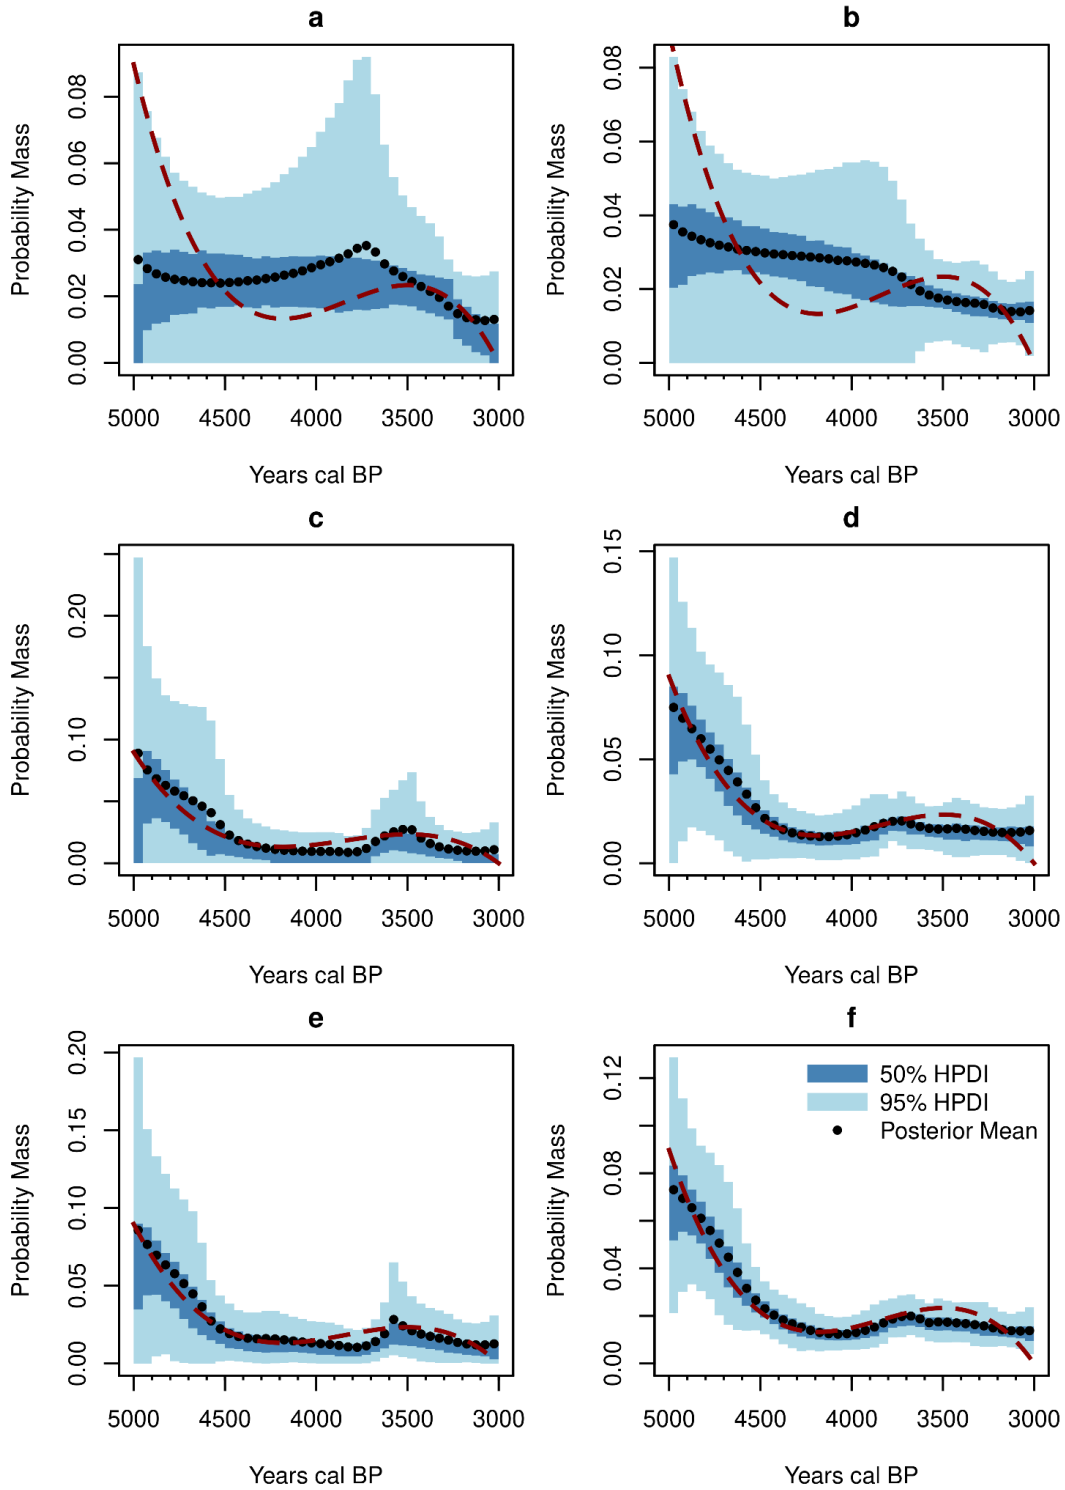 a
Probability Mass
0.00 0.02 0.04 0.06 0.08
5000 4500 4000 3500 3000
Years cal BP
b
Probability Mass
0.00 0.02 0.04 0.06 0.08
5000 4500 4000 3500 3000
Years cal BP
c
Probability Mass
0.00 0.10 0.20
5000 4500 4000 3500 3000
Years cal BP
d
Probability Mass
0.00 0.05 0.10 0.15
5000 4500 4000 3500 3000
Years cal BP
e
Probability Mass
0.00 0.05 0.10 0.15 0.20
5000 4500 4000 3500 3000
Years cal BP
f
Probability Mass
0.00 0.04 0.08 0.12
50% HPDI
95% HPDI
Posterior Mean
5000 4500 4000 3500 3000
Years cal BP